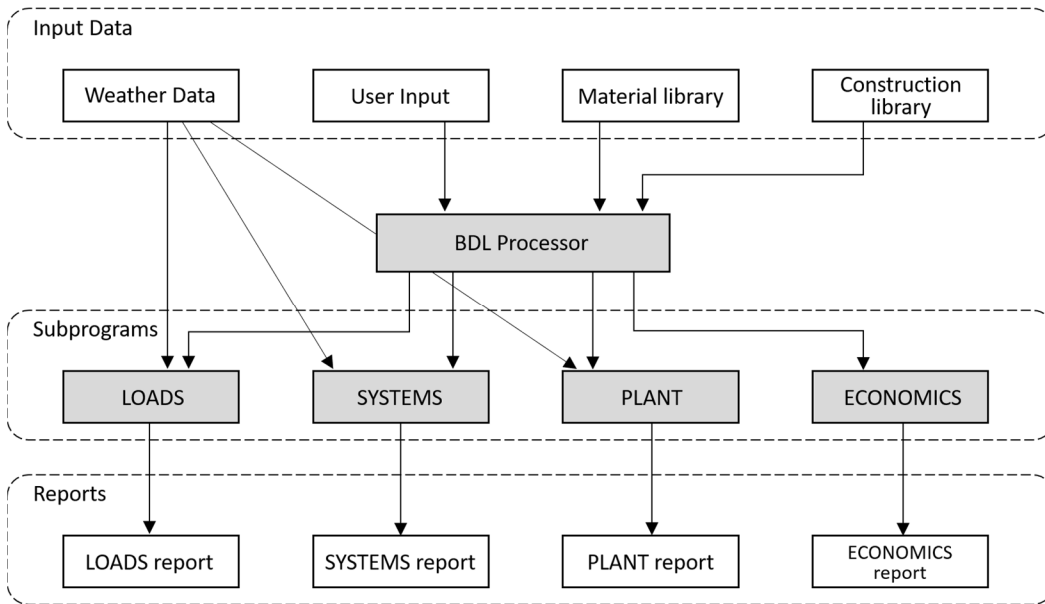 Input Data
Weather Data
User Input
Material library
Construction
library
BDL Processor
Subprograms
LOADS
SYSTEMS
PLANT
ECONOMICS
Reports
LOADS report
SYSTEMS report
PLANT report
ECONOMICS
report